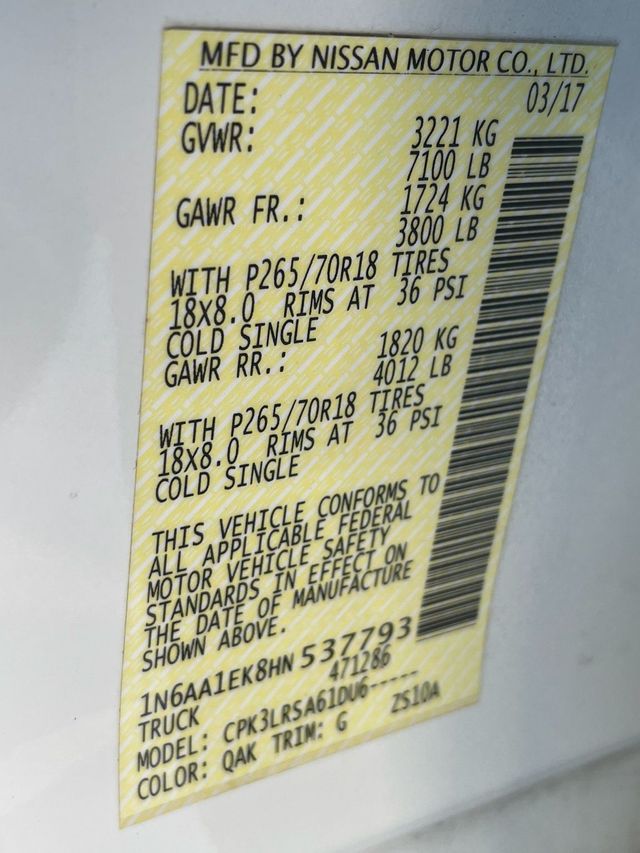 MFD BY NISSAN MOTOR CO., LTD.
DATE: 03/17
GVWR: 3221 KG
7100 LB
GAWR FR.: 1724 KG
3800 LB
WITH P265/70R18 TIRES
18X8.0 RIMS AT 36 PSI
COLD SINGLE
GAWR RR.: 1820 KG
4012 LB
WITH P265/70R18 TIRES
18X8.0 RIMS AT 36 PSI
COLD SINGLE
THIS VEHICLE CONFORMS TO
ALL APPLICABLE FEDERAL
MOTOR VEHICLE SAFETY
STANDARDS IN EFFECT ON
THE DATE OF MANUFACTURE
SHOWN ABOVE.
1N6AA1EK8HN 537793
TRUCK 471286
MODEL: CPK3LRSA61DU6-----
COLOR: QAK TRIM: G ZS10A